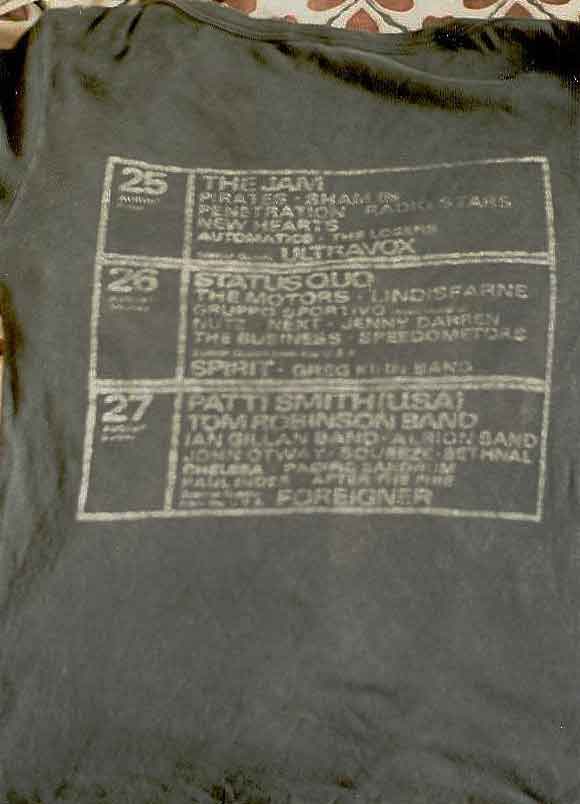 25
AUGUST
THE JAM
PIRATES · SHAM 69
PENETRATION RADIO STARS
NEW HEARTS
AUTOMATICS · THE LOSERS
ULTRAVOX
26
AUGUST
STATUS QUO
THE MOTORS · LINDISFARNE
GRUPPO SPORTIVO
NUTZ · NEXT · JENNY DARREN
THE BUSINESS · SPEEDOMETORS
SPIRIT · GREG KIHN BAND
27
AUGUST
PATTI SMITH (USA)
TOM ROBINSON BAND
IAN GILLAN BAND · ALBION BAND
JOHN OTWAY · SQUEEZE · BETHNAL
CHELSEA · PACIFIC EARDRUM
PAUL INDER · AFTER THE FIRE
FOREIGNER